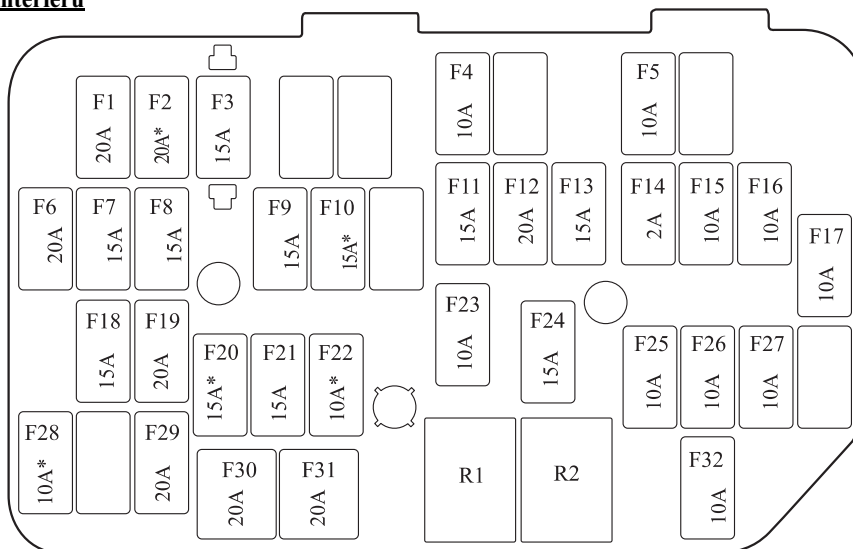 nteriéru
F4
F5
10A
10A
F1
F2
F3
20A
20A*
15A
F11
F12
F13
F14
F15
F16
15A
20A
15A
2A
10A
10A
F6
F7
F8
F9
F10
20A
15A
15A
15A
15A*
F17
10A
F23
10A
F18
F19
F24
15A
20A
15A
F20
F21
F22
15A*
15A
10A*
F25
F26
F27
10A
10A
10A
F28
F29
10A*
20A
F30
F31
20A
20A
R1
R2
F32
10A